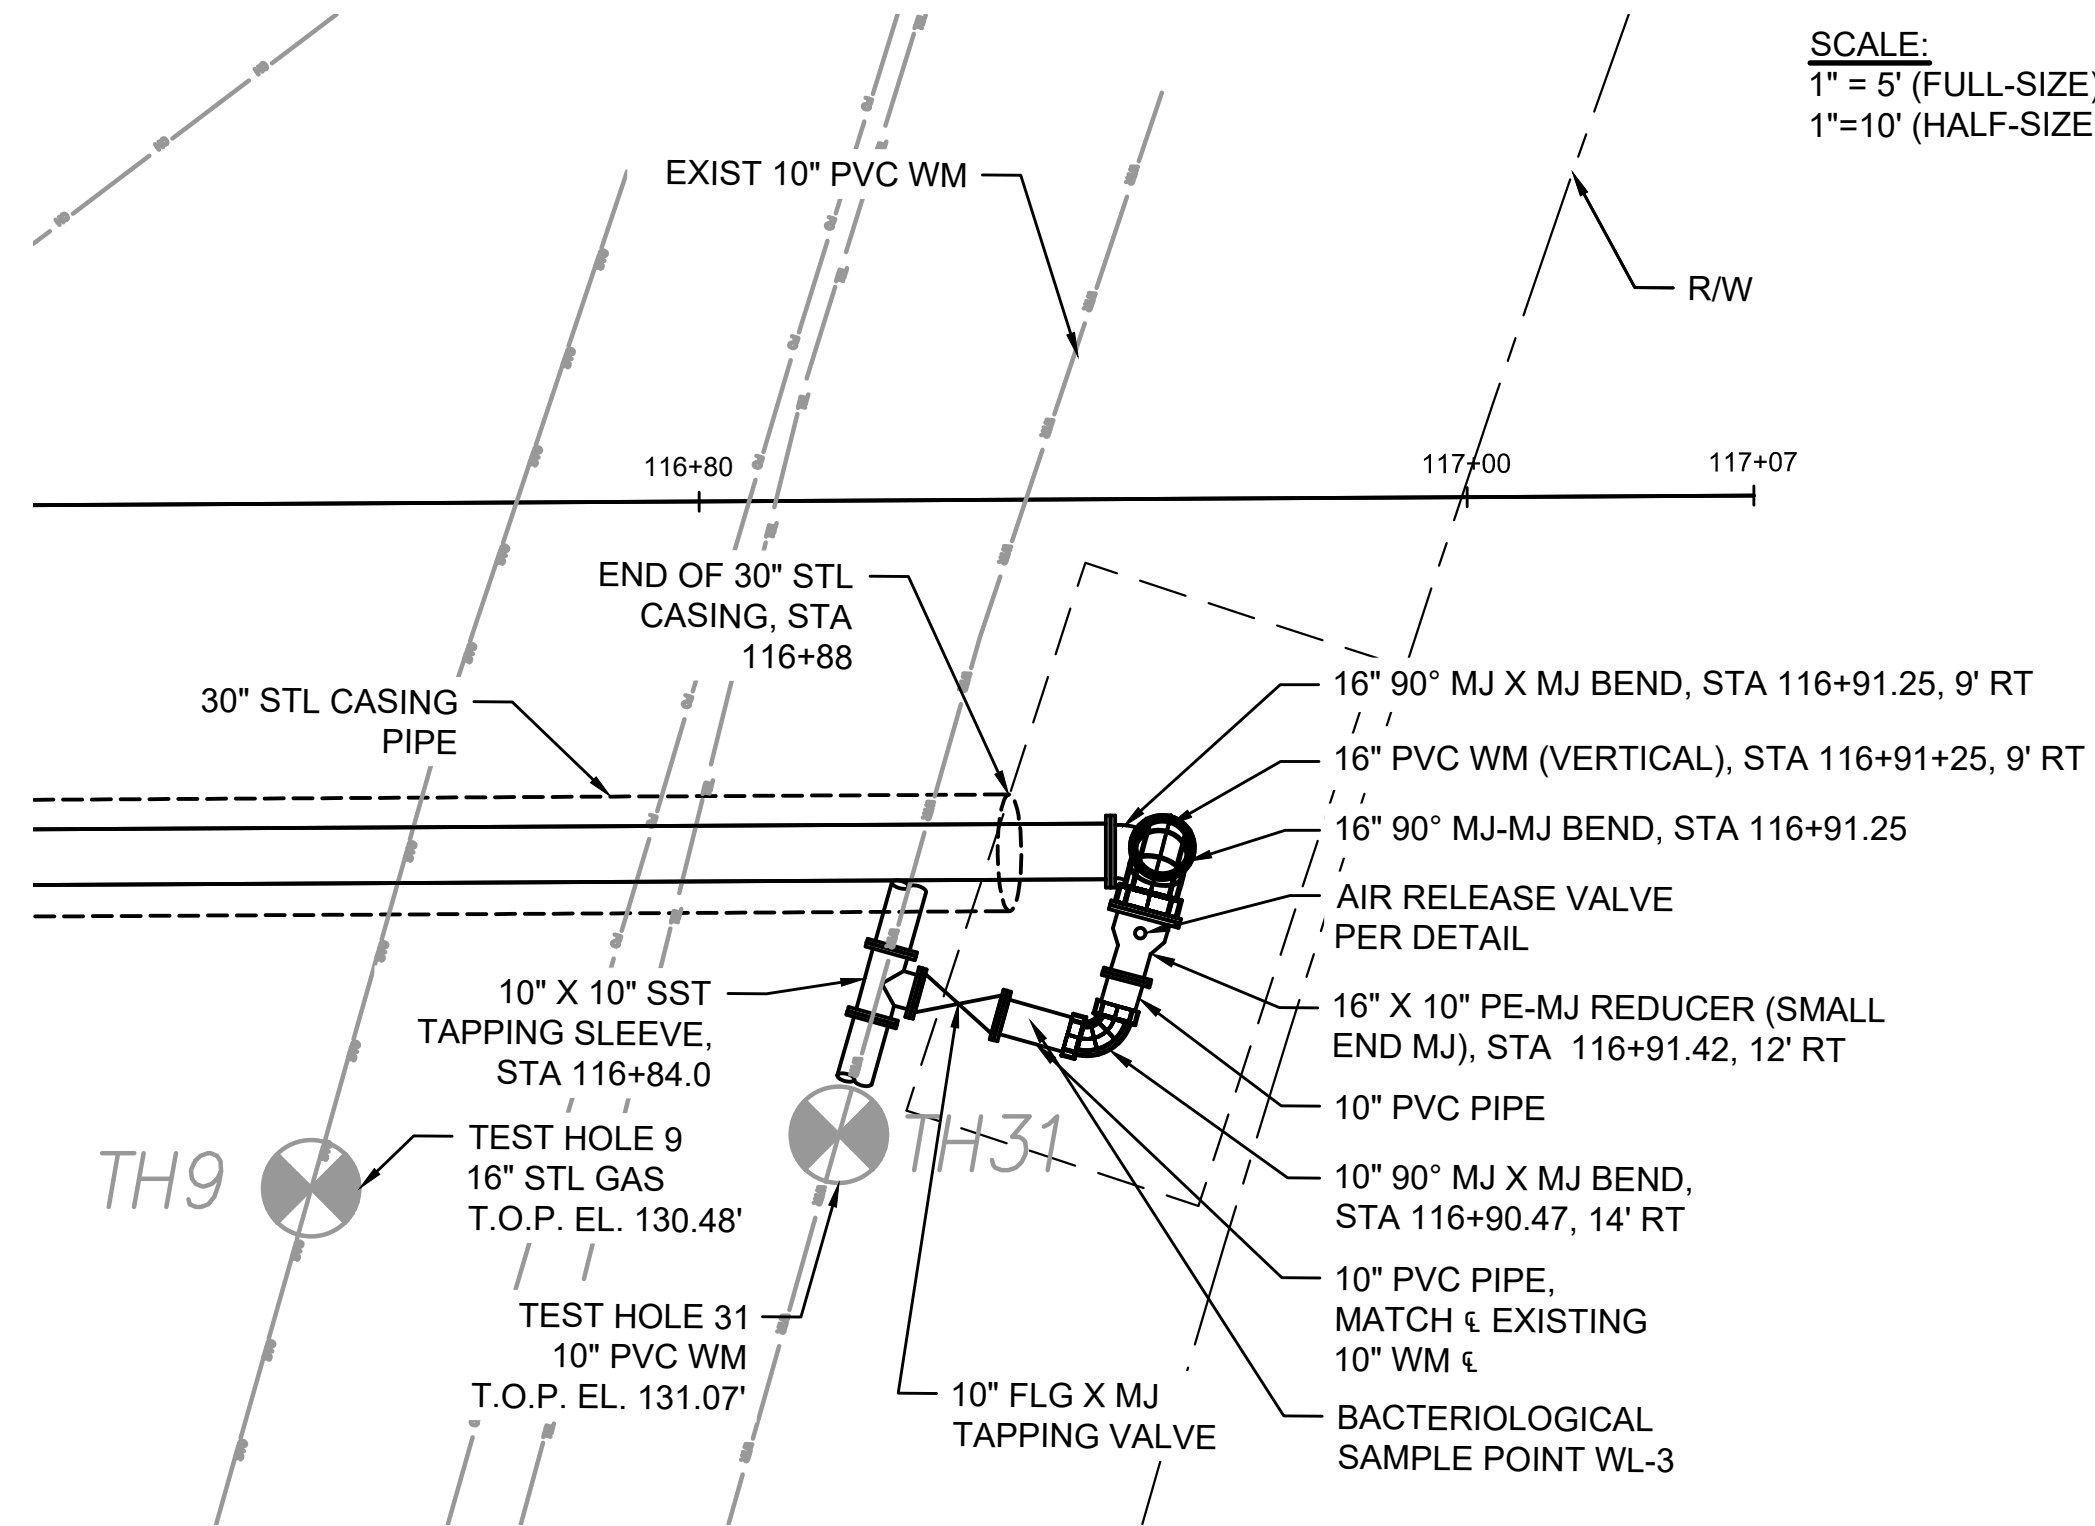 SCALE:
1" = 5' (FULL-SIZE)
1"=10' (HALF-SIZE
EXIST 10" PVC WM
R/W
116+80
117+00
117+07
END OF 30" STL
CASING, STA
116+88
30" STL CASING
PIPE
16" 90° MJ X MJ BEND, STA 116+91.25, 9' RT
16" PVC WM (VERTICAL), STA 116+91+25, 9' RT
16" 90° MJ-MJ BEND, STA 116+91.25
AIR RELEASE VALVE
PER DETAIL
10" X 10" SST
TAPPING SLEEVE,
STA 116+84.0
16" X 10" PE-MJ REDUCER (SMALL
END MJ), STA 116+91.42, 12' RT
10" PVC PIPE
TH9
TEST HOLE 9
16" STL GAS
T.O.P. EL. 130.48'
TH31
10" 90° MJ X MJ BEND,
STA 116+90.47, 14' RT
10" PVC PIPE,
MATCH ℄ EXISTING
10" WM ℄
TEST HOLE 31
10" PVC WM
T.O.P. EL. 131.07'
10" FLG X MJ
TAPPING VALVE
BACTERIOLOGICAL
SAMPLE POINT WL-3